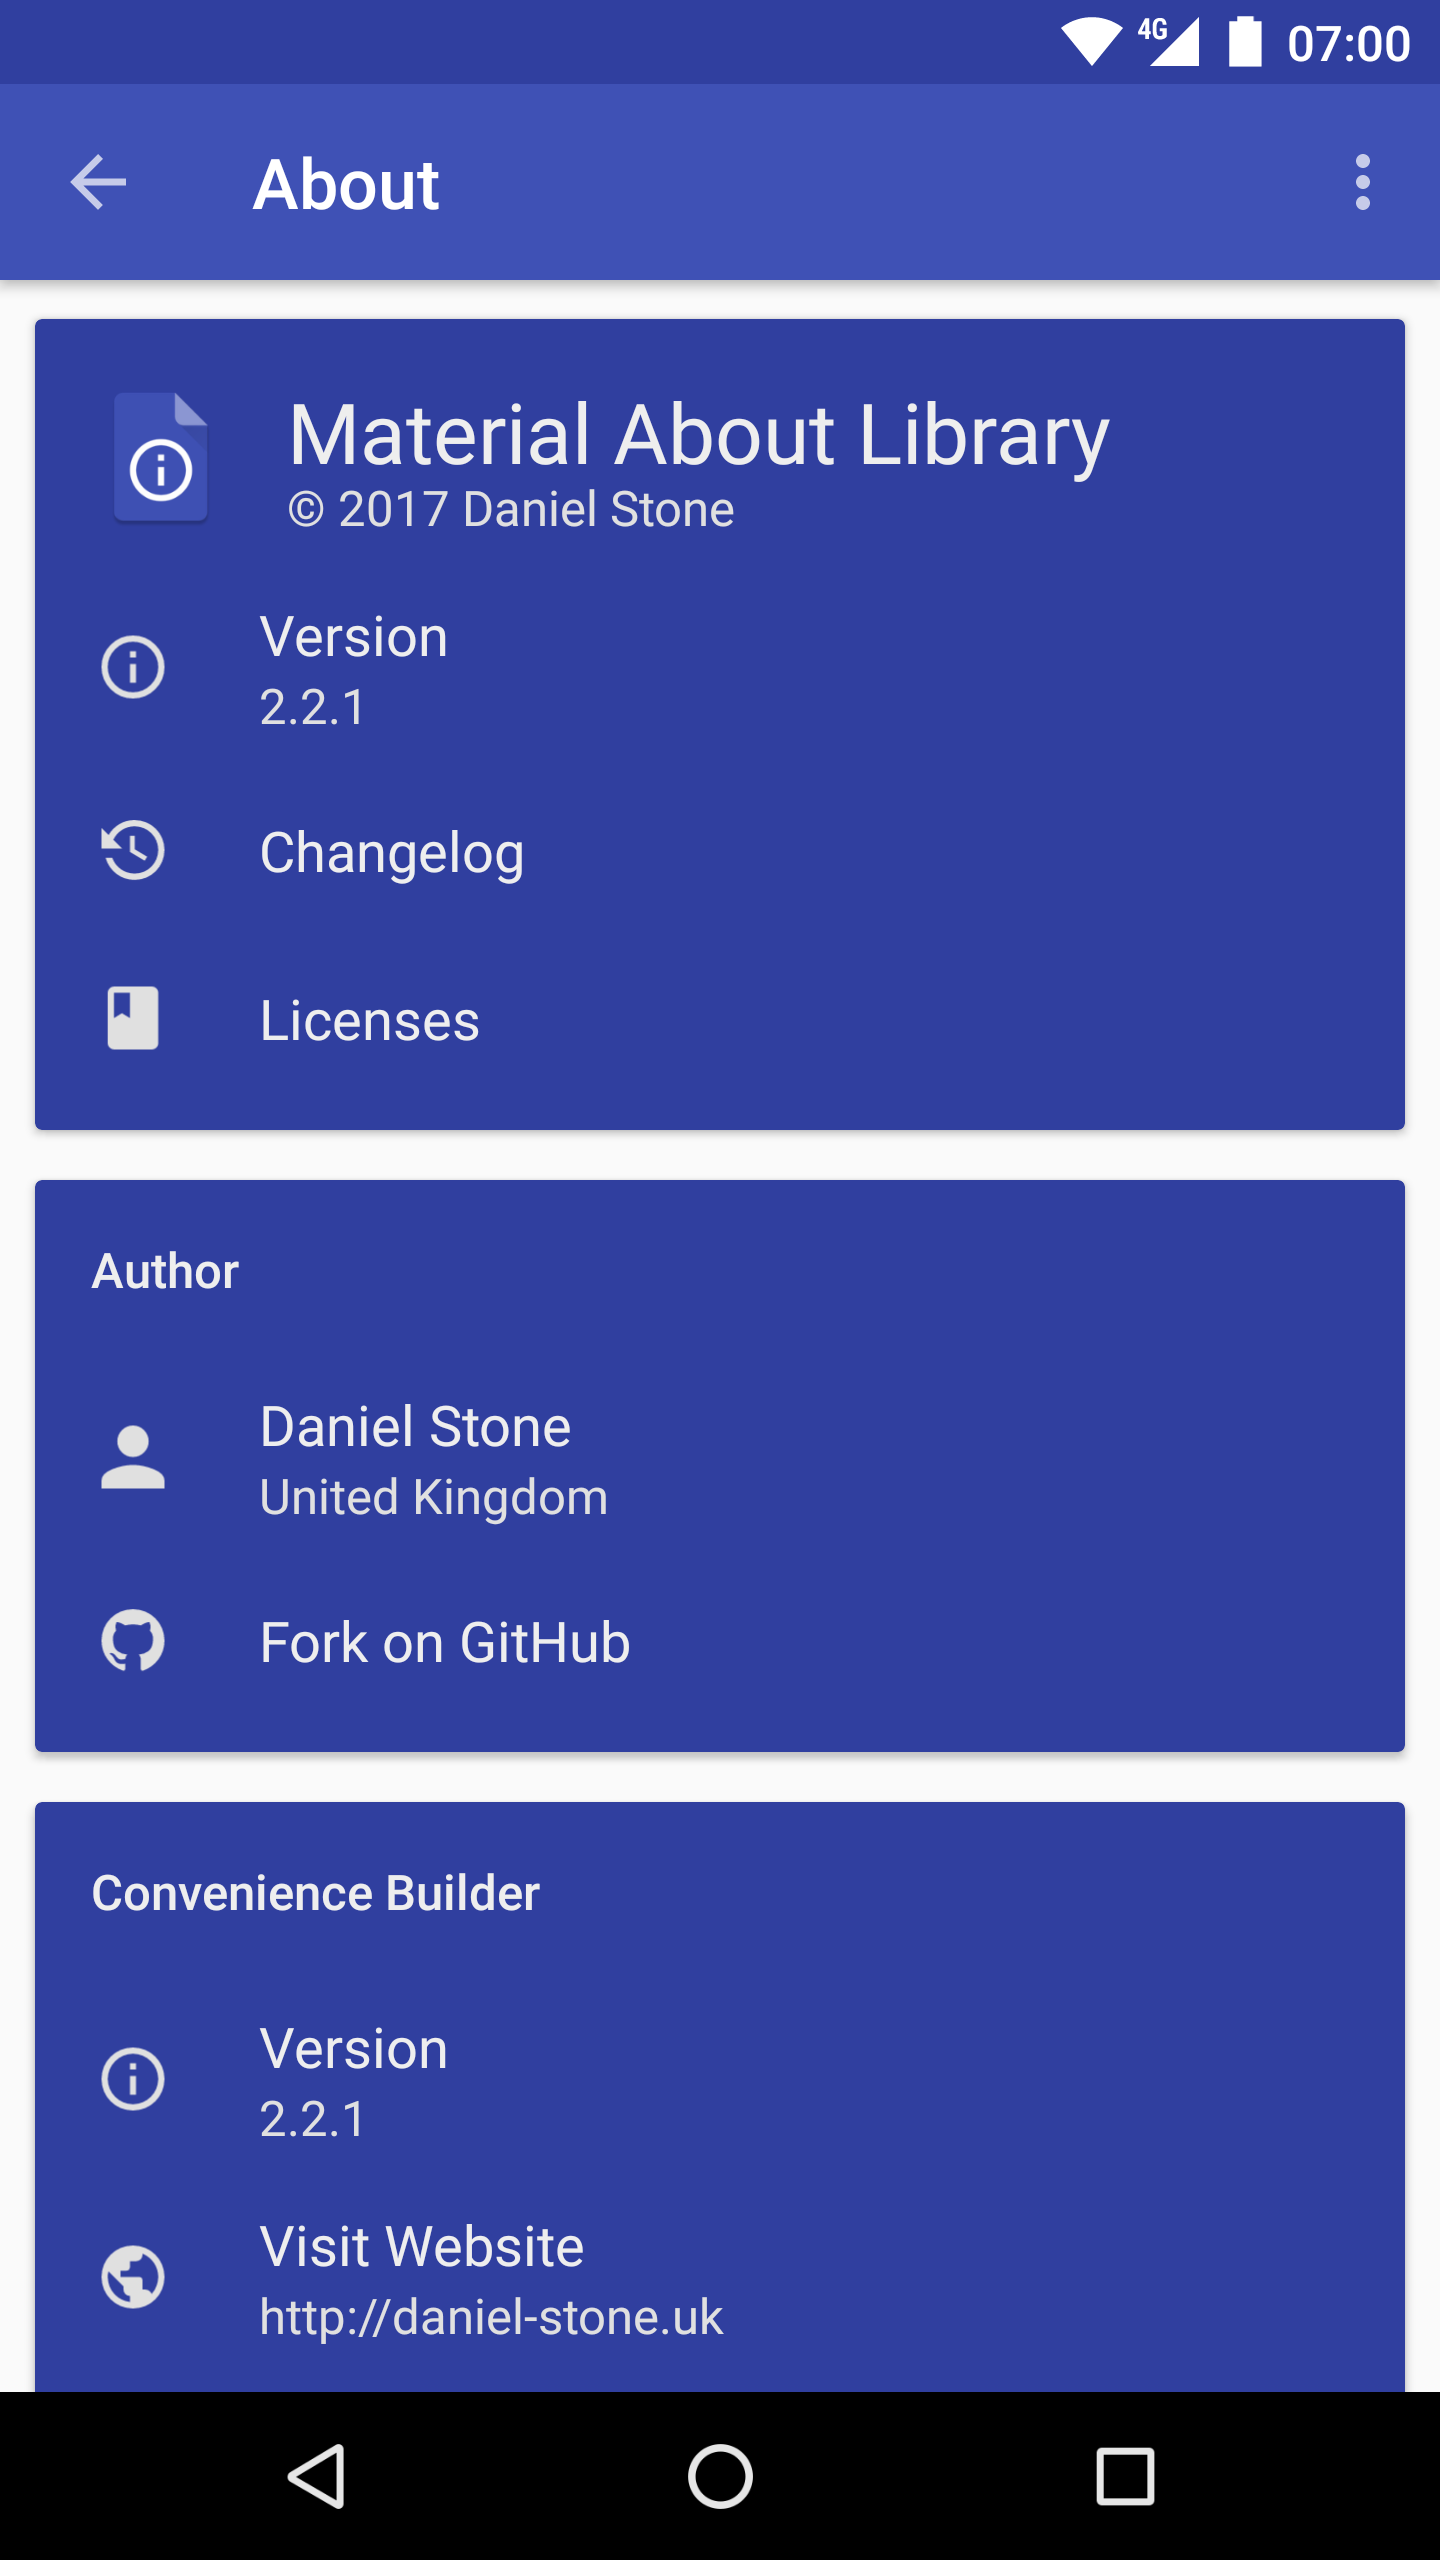 4G 07:00
About
Material About Library
© 2017 Daniel Stone
Version
2.2.1
Changelog
Licenses
Author
Daniel Stone
United Kingdom
Fork on GitHub
Convenience Builder
Version
2.2.1
Visit Website
http://daniel-stone.uk